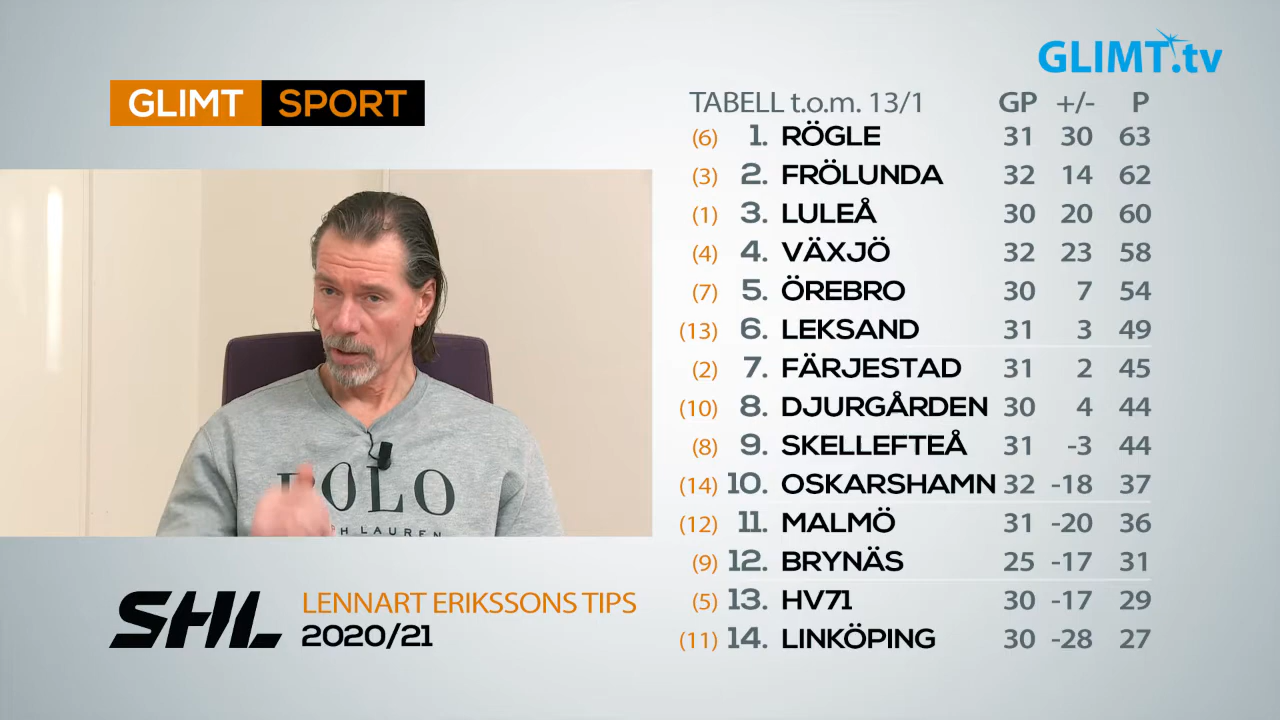 GLIMT.tv
GLIMT SPORT
TABELL t.o.m. 13/1 GP +/- P
(6) 1. RÖGLE 31 30 63
(3) 2. FRÖLUNDA 32 14 62
(1) 3. LULEÅ 30 20 60
(4) 4. VÄXJÖ 32 23 58
(7) 5. ÖREBRO 30 7 54
(13) 6. LEKSAND 31 3 49
(2) 7. FÄRJESTAD 31 2 45
(10) 8. DJURGÅRDEN 30 4 44
(8) 9. SKELLEFTEÅ 31 -3 44
(14) 10. OSKARSHAMN 32 -18 37
(12) 11. MALMÖ 31 -20 36
(9) 12. BRYNÄS 25 -17 31
(5) 13. HV71 30 -17 29
(11) 14. LINKÖPING 30 -28 27
POLO
H LAUREN
SHL
LENNART ERIKSSONS TIPS
2020/21